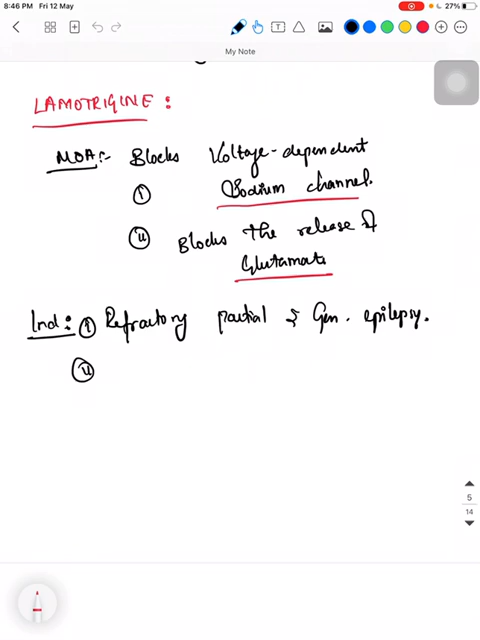 8:46 PM Fri 12 May
27%
My Note
LAMOTRIGINE :
MOA :- Blocks Voltage-dependent
(i) Sodium channel.
(ii) Blocks the release of
Glutamate
Ind : (i) Refractory partial & Gen. epilepsy.
(ii)
5
14